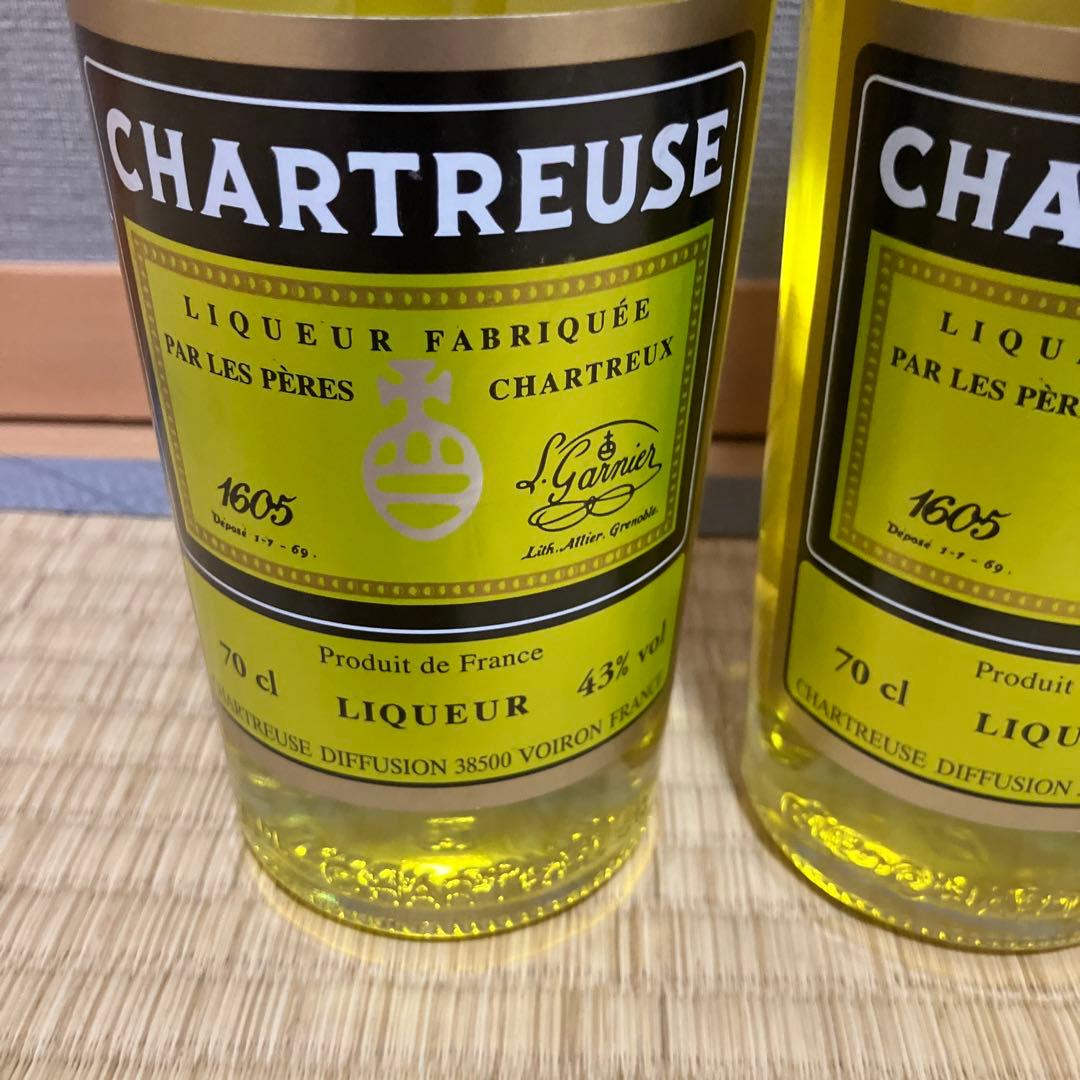 CHARTREUSE
LIQUEUR FABRIQUÉE
PAR LES PÈRES CHARTREUX
1605
Déposé 1-7-69.
L. Garnier
Lith. Allier. Grenoble.
70 cl
Produit de France
LIQUEUR
43% vol
CHARTREUSE DIFFUSION 38500 VOIRON FRANCE
CHA
LIQU
PAR LES PÈR
1605
Déposé 1-7-69.
70 cl
Produit
LIQU
CHARTREUSE DIFFUSION